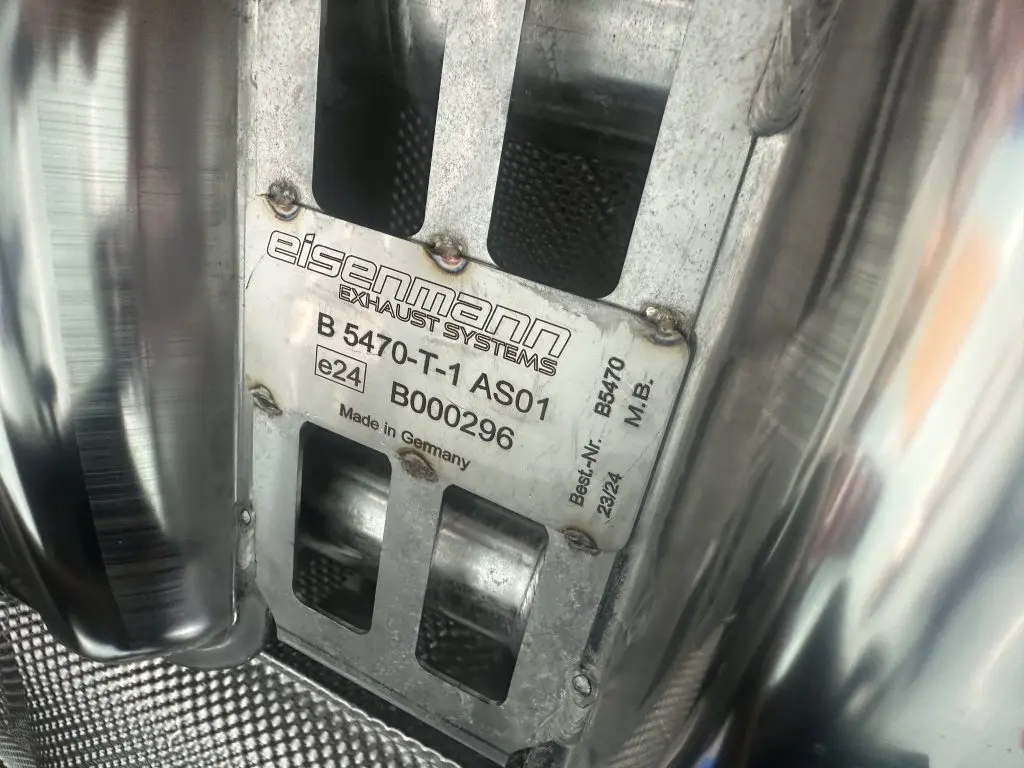 eisenmann
EXHAUST SYSTEMS
B 5470-T-1 AS01
e24 B000296
Made in Germany
Best.-Nr. B5470
23/24 M.B.